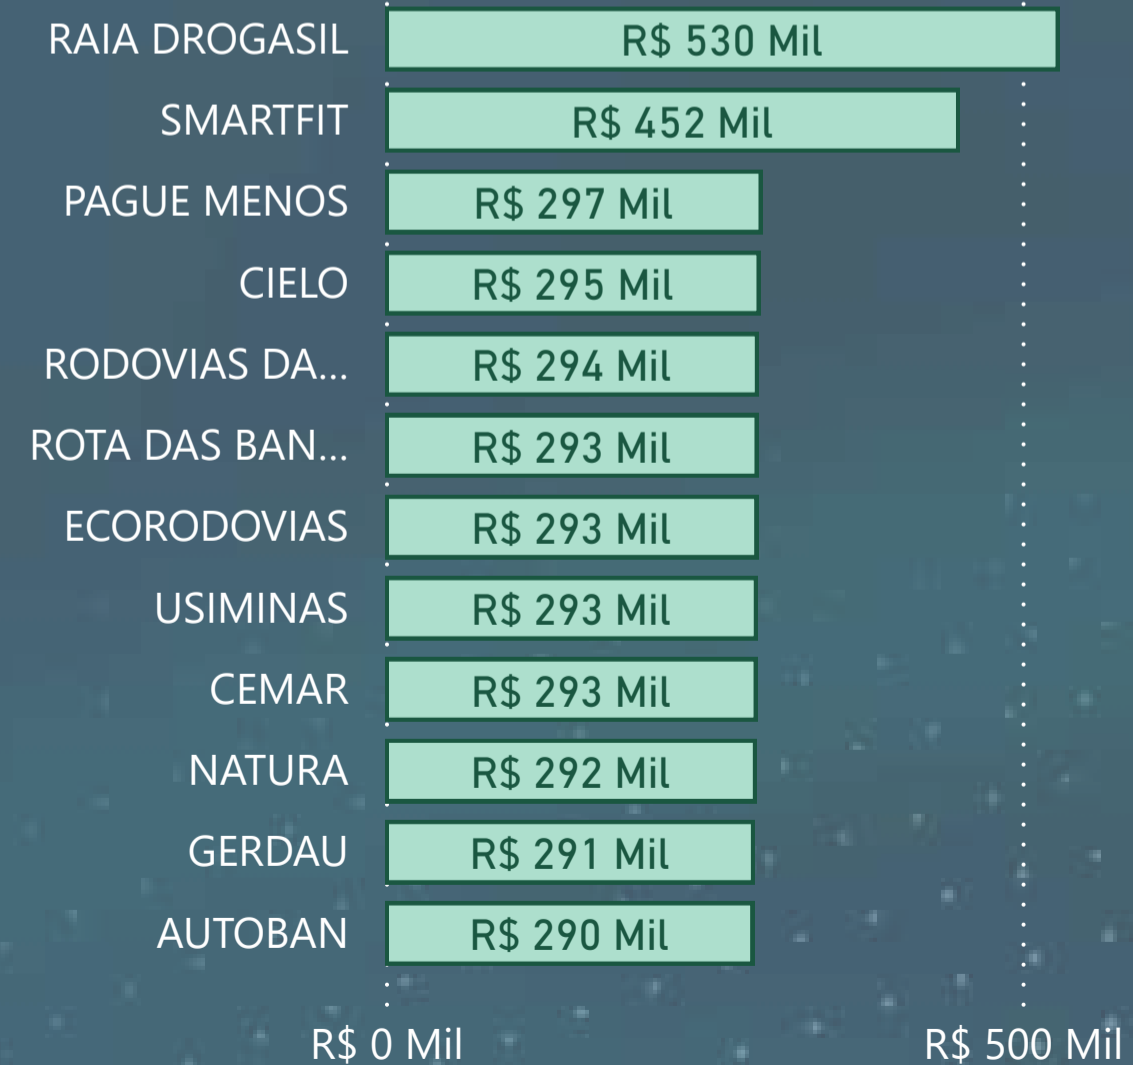 RAIA DROGASIL R$ 530 Mil
SMARTFIT R$ 452 Mil
PAGUE MENOS R$ 297 Mil
CIELO R$ 295 Mil
RODOVIAS DA... R$ 294 Mil
ROTA DAS BAN... R$ 293 Mil
ECORODOVIAS R$ 293 Mil
USIMINAS R$ 293 Mil
CEMAR R$ 293 Mil
NATURA R$ 292 Mil
GERDAU R$ 291 Mil
AUTOBAN R$ 290 Mil
R$ 0 Mil R$ 500 Mil